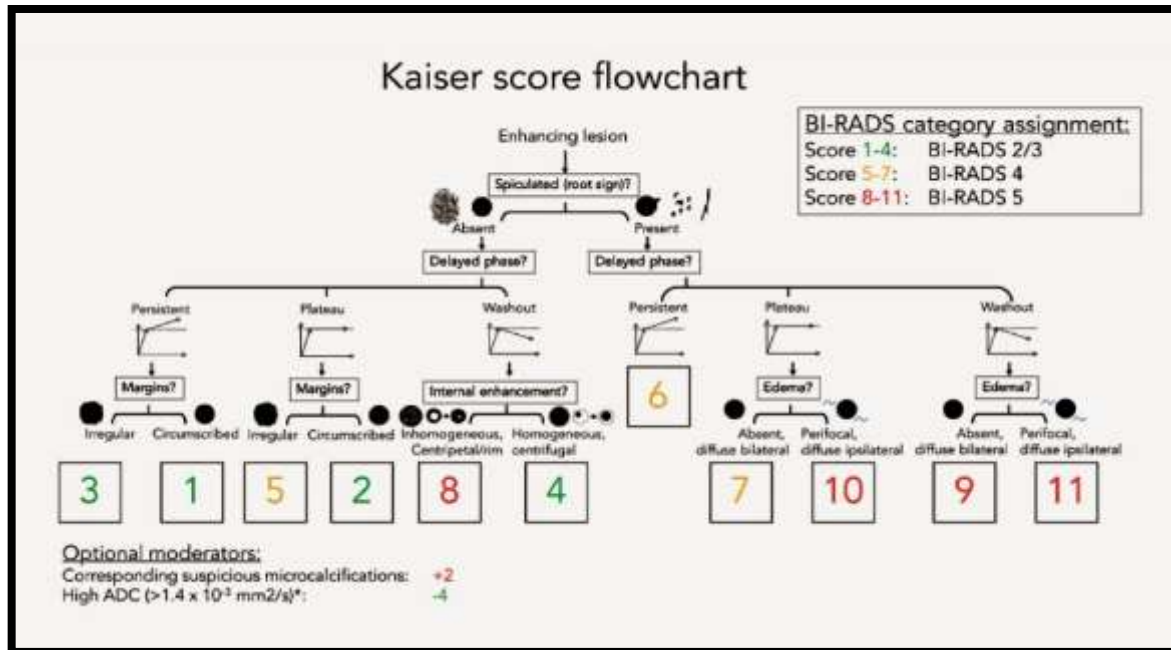 Kaiser score flowchart
BI-RADS category assignment:
Score 1-4: BI-RADS 2/3
Score 5-7: BI-RADS 4
Score 8-11: BI-RADS 5
Enhancing lesion
Spiculated (root sign)?
Absent
Present
Delayed phase?
Delayed phase?
Persistent
Plateau
Washout
Persistent
Plateau
Washout
Margins?
Margins?
Internal enhancement?
6
Edema?
Edema?
Irregular
Circumscribed
Irregular
Circumscribed
Inhomogeneous,
Centripetal/rim
Homogeneous,
centrifugal
Absent,
diffuse bilateral
Perifocal,
diffuse ipsilateral
Absent,
diffuse bilateral
Perifocal,
diffuse ipsilateral
3
1
5
2
8
4
7
10
9
11
Optional moderators:
Corresponding suspicious microcalcifications: +2
High ADC (>1.4 x 10⁻³ mm2/s)*: -4